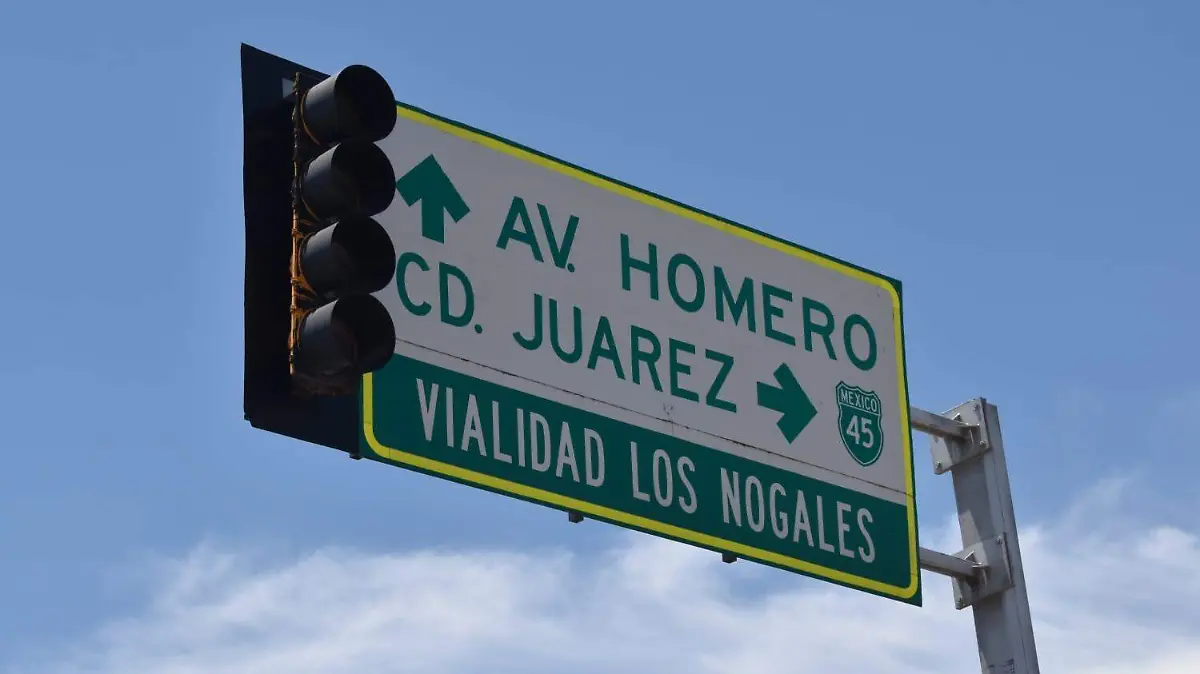 AV. HOMERO
CD. JUAREZ
MEXICO
45
VIALIDAD LOS NOGALES